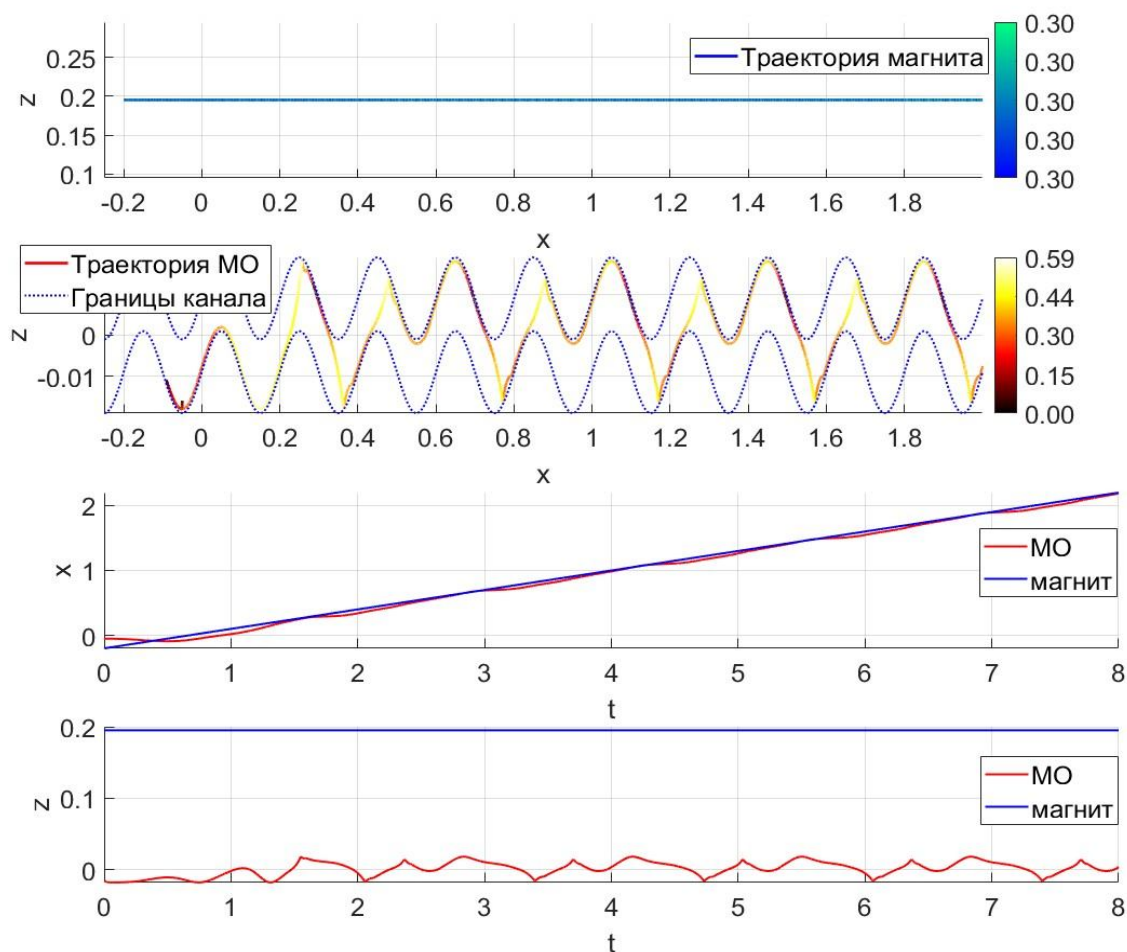 0.25
0.2
0.15
0.1
z
Траектория магнита
0.30
0.30
0.30
0.30
0.30
-0.2 0 0.2 0.4 0.6 0.8 1 1.2 1.4 1.6 1.8
x
Траектория МО
Границы канала
0
-0.01
z
0.59
0.44
0.30
0.15
0.00
-0.2 0 0.2 0.4 0.6 0.8 1 1.2 1.4 1.6 1.8
x
2
1
0
x
МО
магнит
0 1 2 3 4 5 6 7 8
t
0.2
0.1
0
z
МО
магнит
0 1 2 3 4 5 6 7 8
t